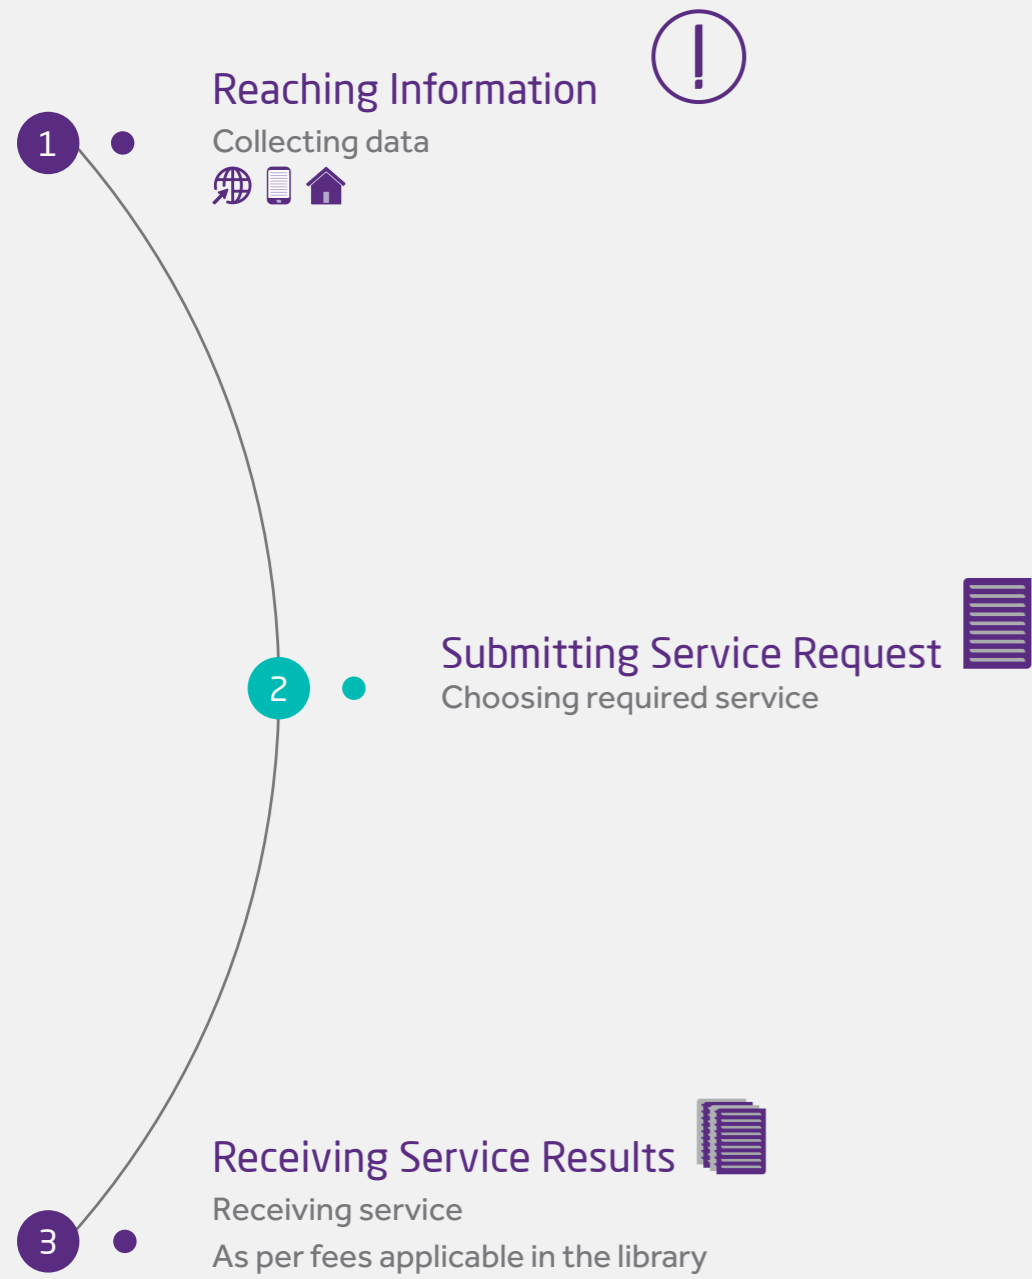 Reaching Information
1
Collecting data
Submitting Service Request
2
Choosing required service
Receiving Service Results
Receiving service
3
As per fees applicable in the library